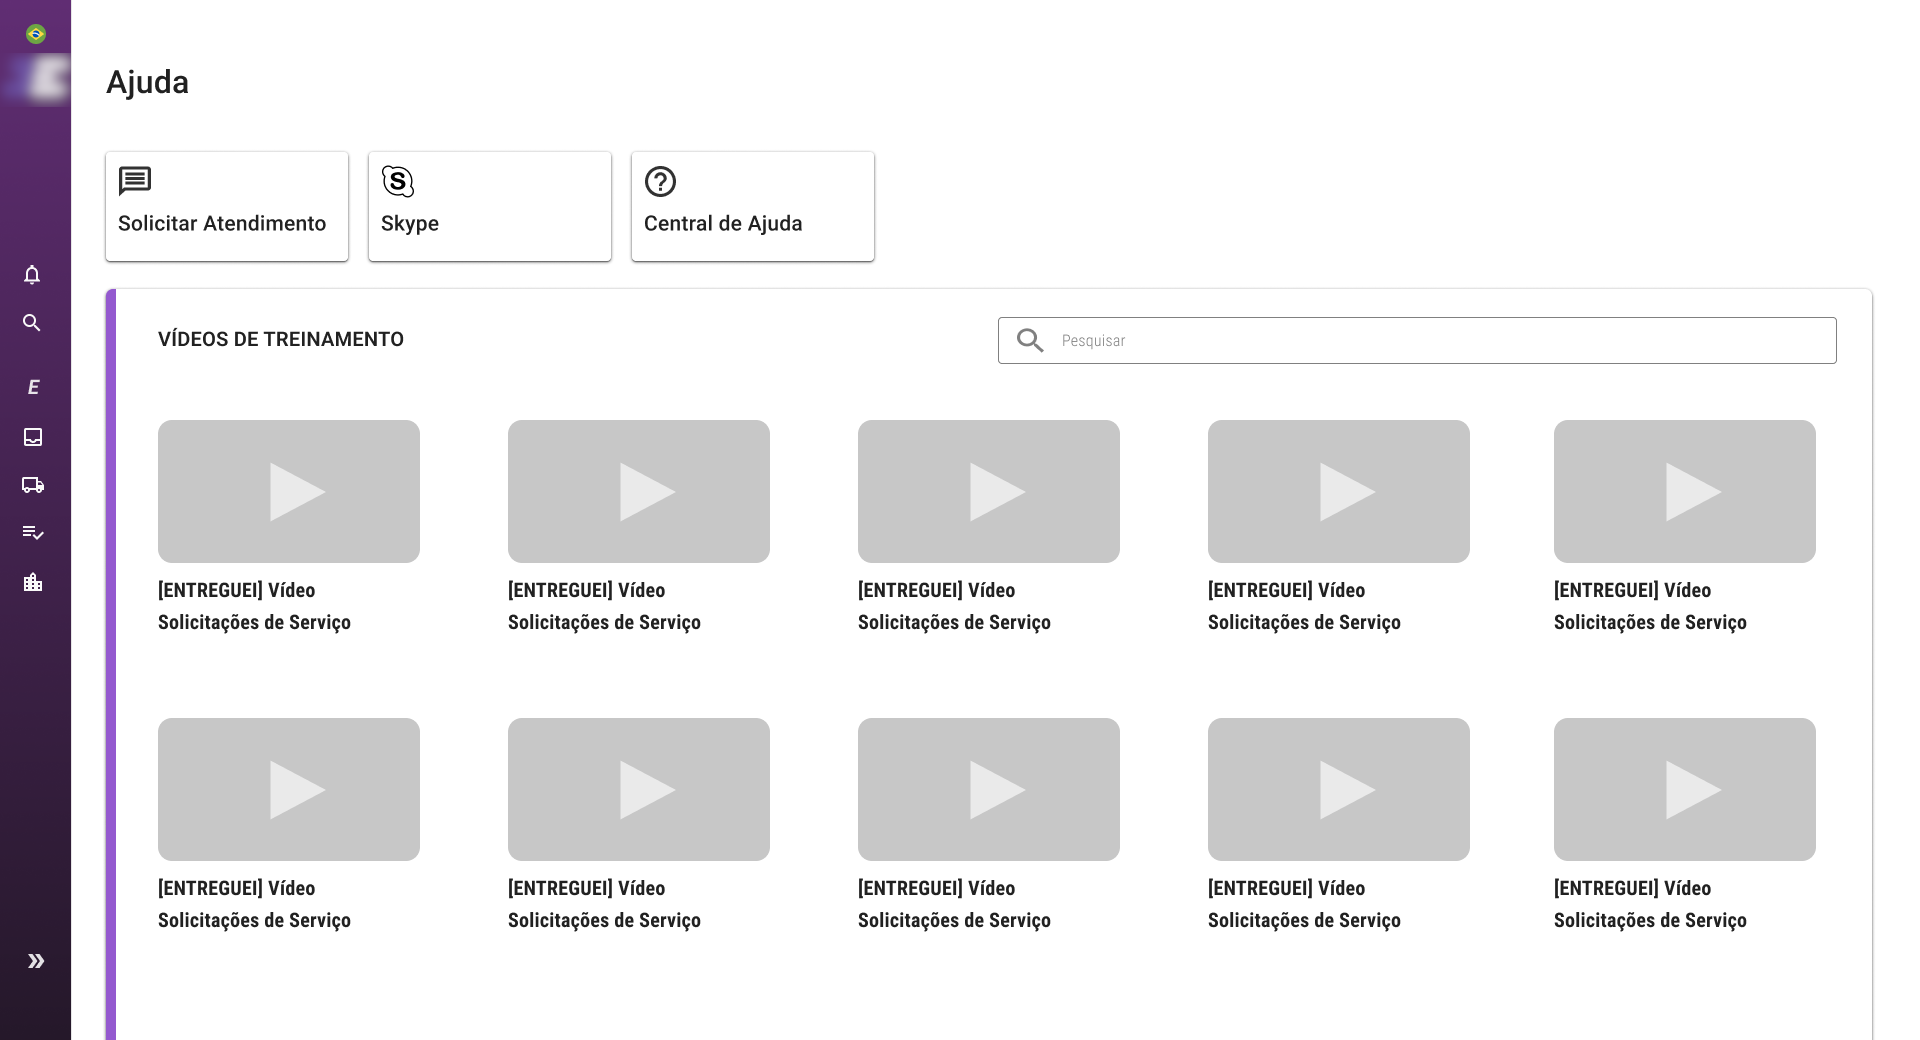 Ajuda
Solicitar Atendimento
Skype
Central de Ajuda
VÍDEOS DE TREINAMENTO
Pesquisar
E
[ENTREGUEI] Vídeo
Solicitações de Serviço
[ENTREGUEI] Vídeo
Solicitações de Serviço
[ENTREGUEI] Vídeo
Solicitações de Serviço
[ENTREGUEI] Vídeo
Solicitações de Serviço
[ENTREGUEI] Vídeo
Solicitações de Serviço
[ENTREGUEI] Vídeo
Solicitações de Serviço
[ENTREGUEI] Vídeo
Solicitações de Serviço
[ENTREGUEI] Vídeo
Solicitações de Serviço
[ENTREGUEI] Vídeo
Solicitações de Serviço
[ENTREGUEI] Vídeo
Solicitações de Serviço